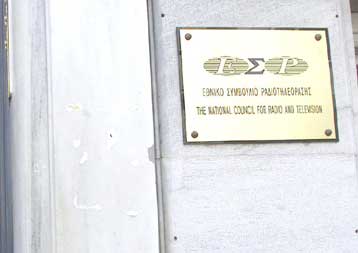 ΕΣΡ
ΕΘΝΙΚΟ ΣΥΜΒΟΥΛΙΟ ΡΑΔΙΟΤΗΛΕΟΡΑΣΗΣ
THE NATIONAL COUNCIL FOR RADIO AND TELEVISION